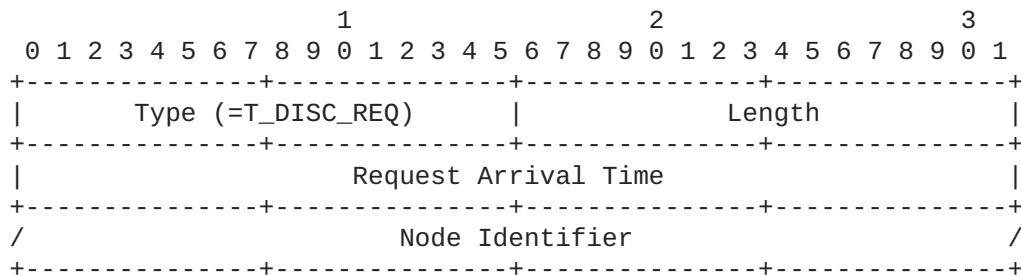 1                   2                   3
 0 1 2 3 4 5 6 7 8 9 0 1 2 3 4 5 6 7 8 9 0 1 2 3 4 5 6 7 8 9 0 1
+---------------+---------------+---------------+---------------+
|       Type (=T_DISC_REQ)      |             Length            |
+---------------+---------------+---------------+---------------+
|                     Request Arrival Time                      |
+---------------+---------------+---------------+---------------+
/                        Node Identifier                        /
+---------------+---------------+---------------+---------------+